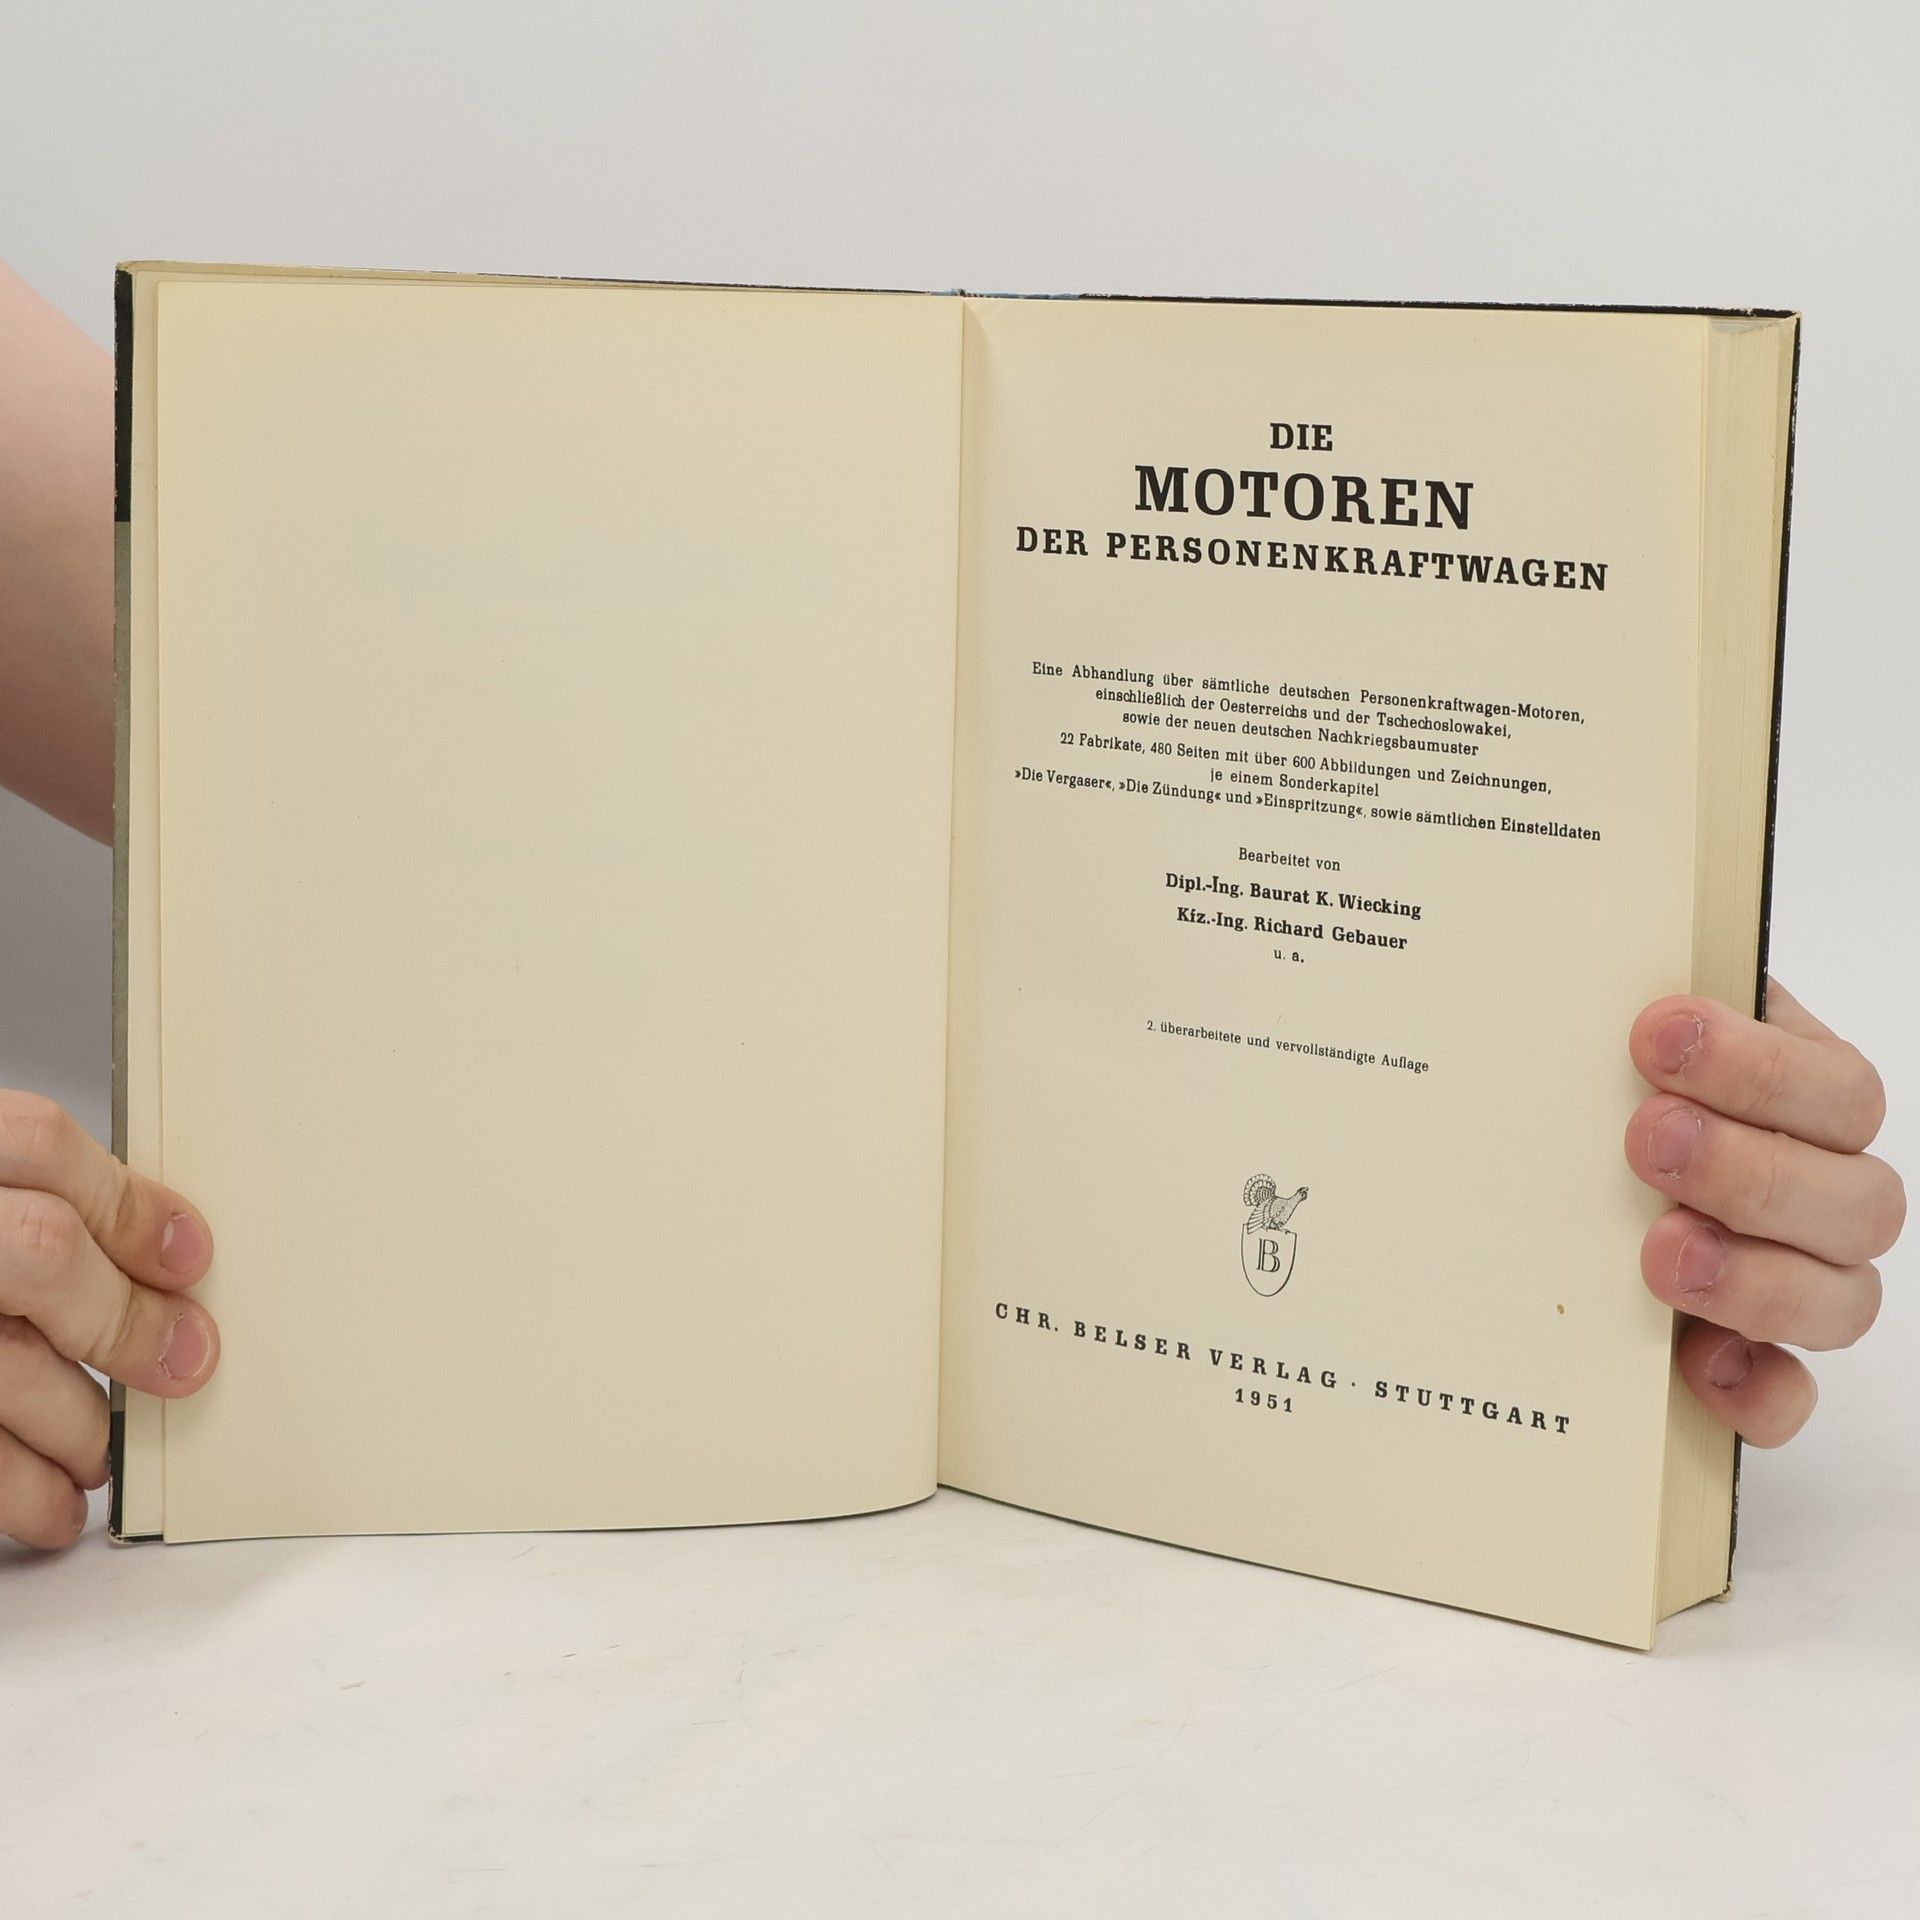 DIE
MOTOREN
DER PERSONENKRAFTWAGEN
Eine Abhandlung über sämtliche deutschen Personenkraftwagen-Motoren,
einschließlich der Oesterreichs und der Tschechoslowakei,
sowie der neuen deutschen Nachkriegsbaumuster
22 Fabrikate, 480 Seiten mit über 600 Abbildungen und Zeichnungen,
je einem Sonderkapitel
»Die Vergaser«, »Die Zündung« und »Einspritzung«, sowie sämtlichen Einstelldaten
Bearbeitet von
Dipl.-Ing. Baurat K. Wiecking
Kfz.-Ing. Richard Gebauer
u. a.
2. überarbeitete und vervollständigte Auflage
B
CHR. BELSER VERLAG · STUTTGART
1951